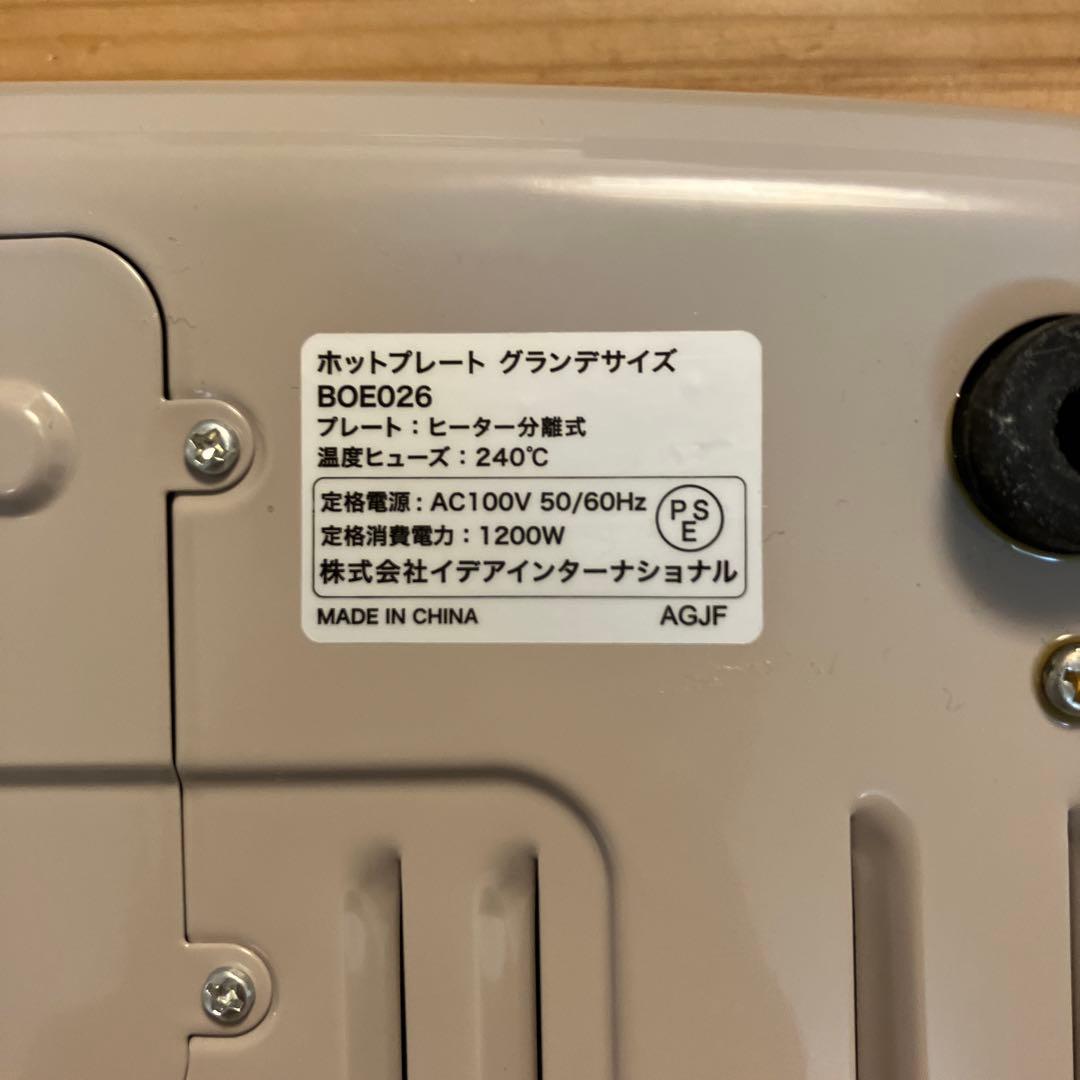 ホットプレート グランデサイズ
BOE026
プレート：ヒーター分離式
温度ヒューズ：240℃
定格電源：AC100V 50/60Hz
定格消費電力：1200W
PSE
株式会社イデアインターナショナル
MADE IN CHINA AGJF